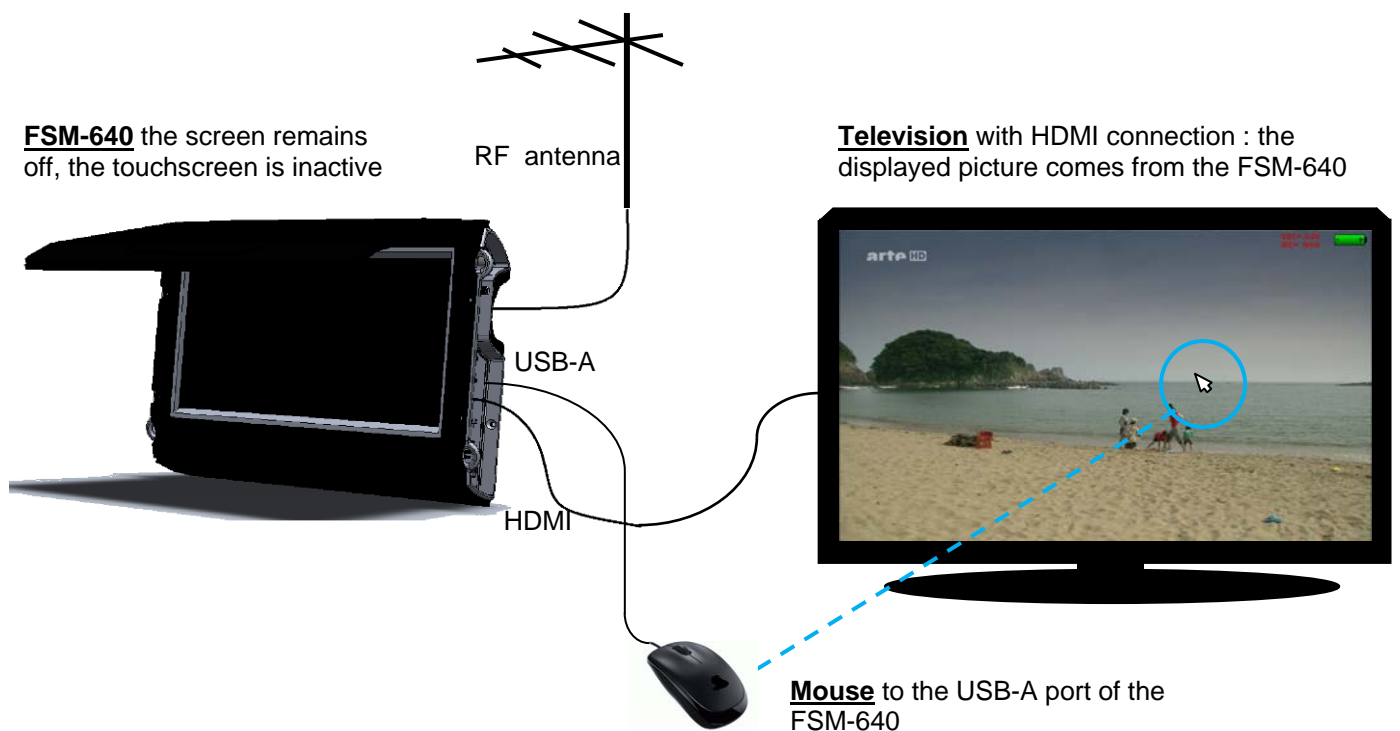 FSM-640 the screen remains
off, the touchscreen is inactive
RF antenna
Television with HDMI connection : the
displayed picture comes from the FSM-640
arte HD
USB-A
HDMI
Mouse to the USB-A port of the
FSM-640